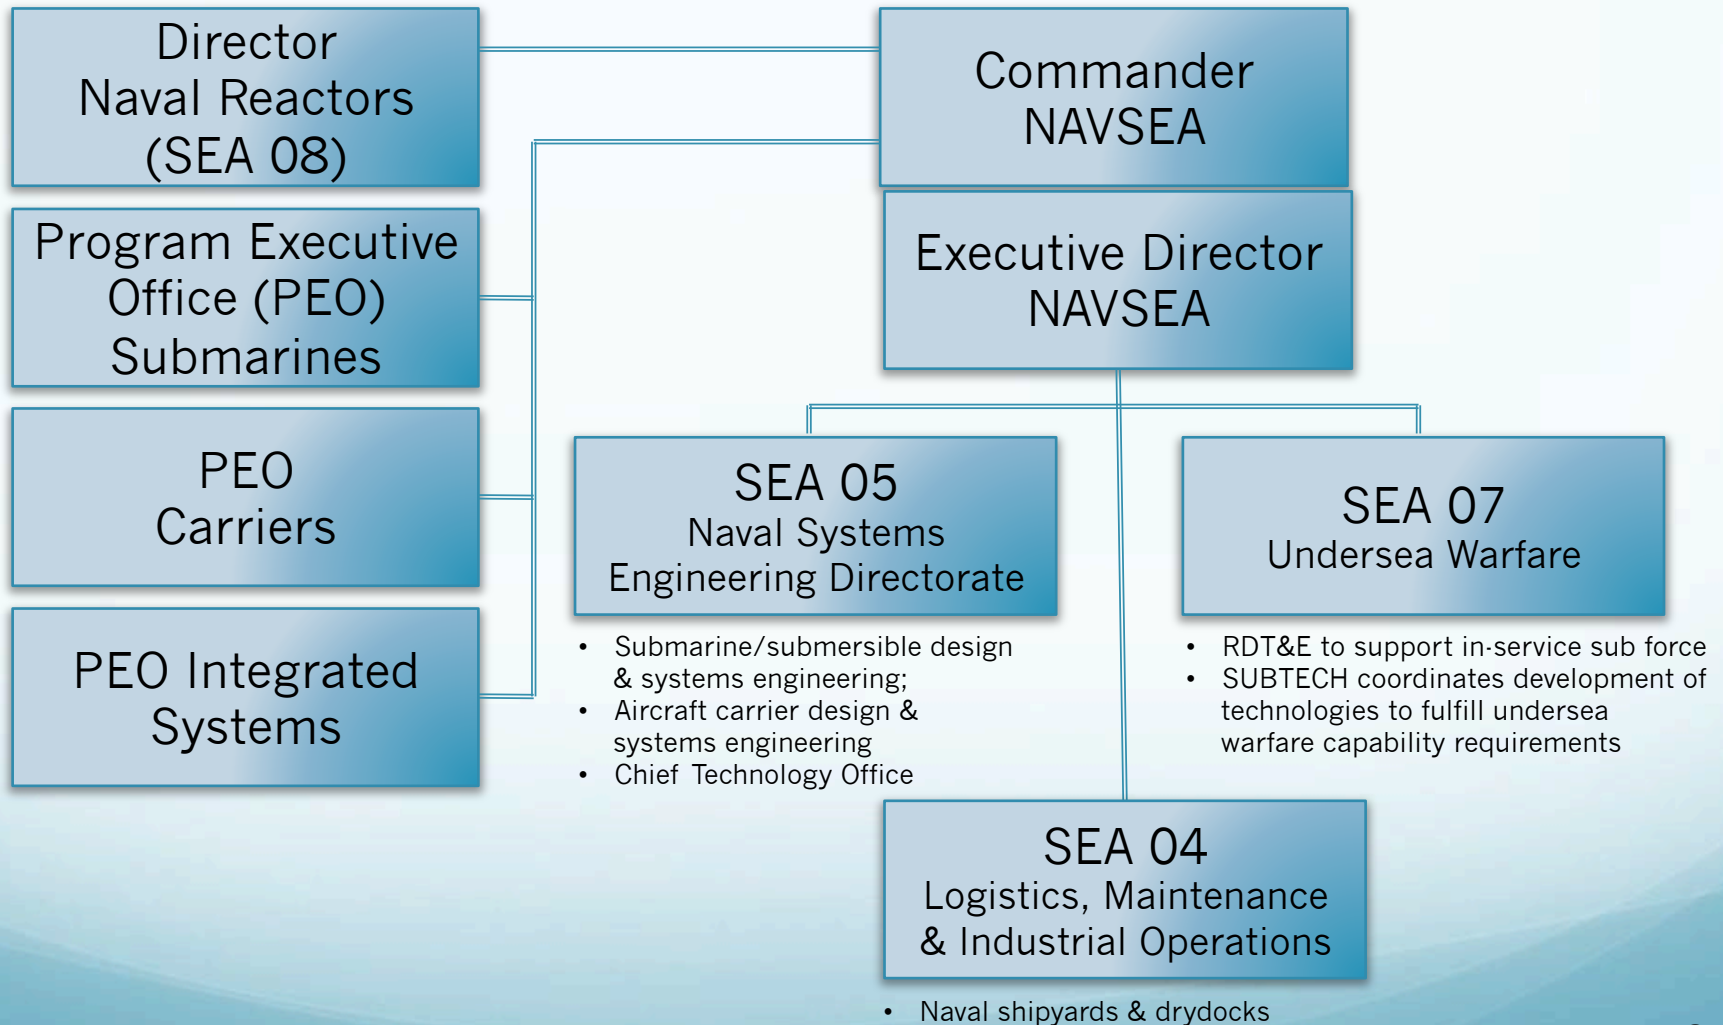 Director
Naval Reactors
(SEA 08)
Commander
NAVSEA
Program Executive
Office (PEO)
Submarines
Executive Director
NAVSEA
PEO
Carriers
SEA 05
Naval Systems
Engineering Directorate
SEA 07
Undersea Warfare
PEO Integrated
Systems
• Submarine/submersible design
& systems engineering;
• Aircraft carrier design &
systems engineering
• Chief Technology Office
• RDT&E to support in-service sub force
• SUBTECH coordinates development of
technologies to fulfill undersea
warfare capability requirements
SEA 04
Logistics, Maintenance
& Industrial Operations
• Naval shipyards & drydocks